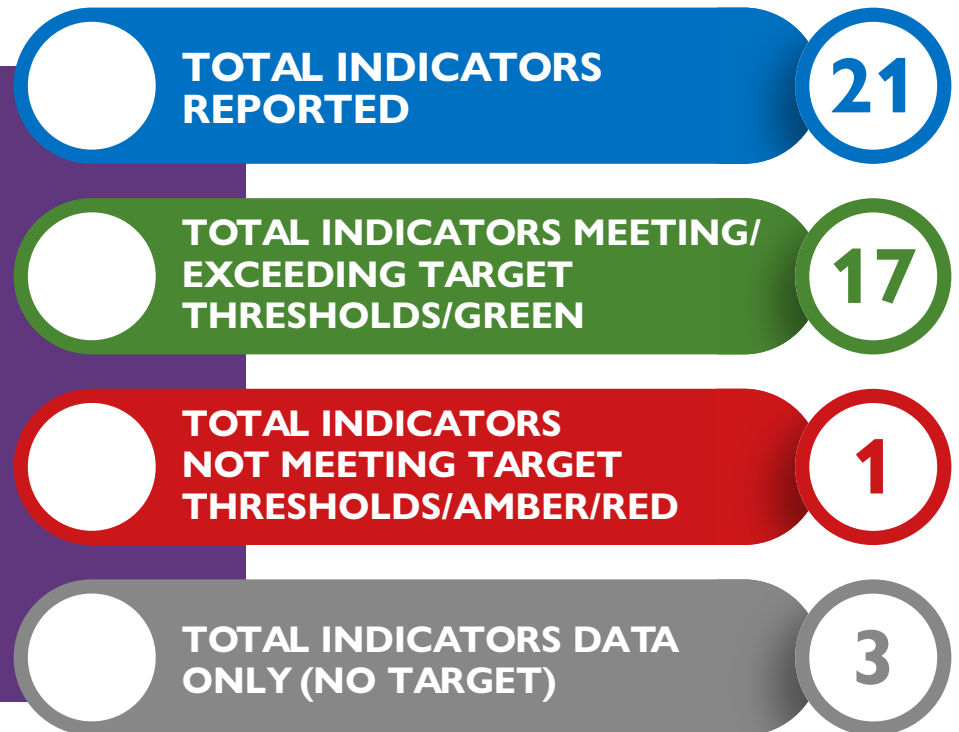 TOTAL INDICATORS
REPORTED
21
TOTAL INDICATORS MEETING/
EXCEEDING TARGET
THRESHOLDS/GREEN
17
TOTAL INDICATORS
NOT MEETING TARGET
THRESHOLDS/AMBER/RED
1
TOTAL INDICATORS DATA
ONLY (NO TARGET)
3